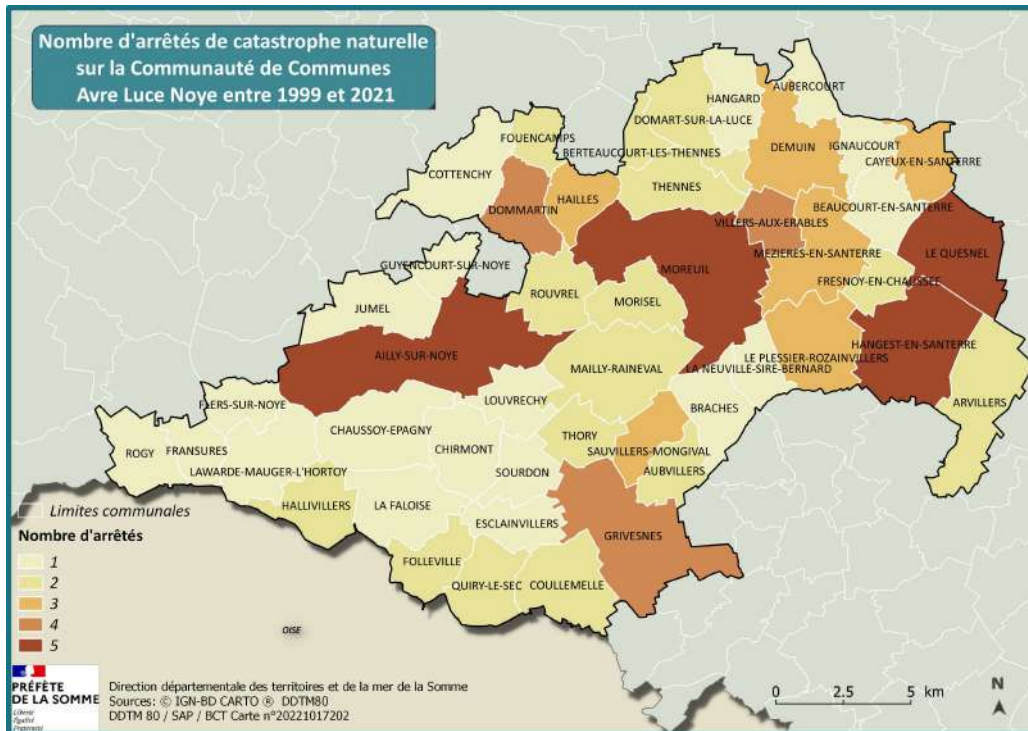 Nombre d'arrêtés de catastrophe naturelle
sur la Communauté de Communes
Avre Luce Noye entre 1999 et 2021
AUBERCOURT
HANGARD
DOMART-SUR-LA-LUCE
FOUENCAMPS
DEMUIN
IGNAUCOURT
BERTEAUCOURT-LES-THENNES
CAYEUX-EN-SANTERRE
COTTENCHY
THENNES
HAILLES
DOMMARTIN
BEAUCOURT-EN-SANTERRE
VILLERS-AUX-ERABLES
MEZIERES-EN-SANTERRE
LE QUESNEL
GUYENCOURT-SUR-NOYE
MOREUIL
FRESNOY-EN-CHAUSSEE
ROUVREL
MORISEL
JUMEL
HANGEST-EN-SANTERRE
AILLY-SUR-NOYE
LE PLESSIER-ROZAINVILLERS
MAILLY-RAINEVAL
LA NEUVILLE-SIRE-BERNARD
LOUVRECHY
ARVILLERS
FLERS-SUR-NOYE
BRACHES
CHAUSSOY-EPAGNY
THORY
ROGY
FRANSURES
CHIRMONT
SAUVILLERS-MONGIVAL
LAWARDE-MAUGER-L'HORTOY
SOURDON
AUBVILLERS
HALLIVILLERS
LA FALOISE
ESCLAINVILLERS
GRIVESNES
FOLLEVILLE
QUIRY-LE-SEC
COULLEMELLE
Limites communales
Nombre d'arrêtés
1
2
3
4
5
OISE
PRÉFÈTE
DE LA SOMME
Liberté
Égalité
Fraternité
Direction départementale des territoires et de la mer de la Somme
Sources: © IGN-BD CARTO ® DDTM80
DDTM 80 / SAP / BCT Carte n°20221017202
0 2.5 5 km
N